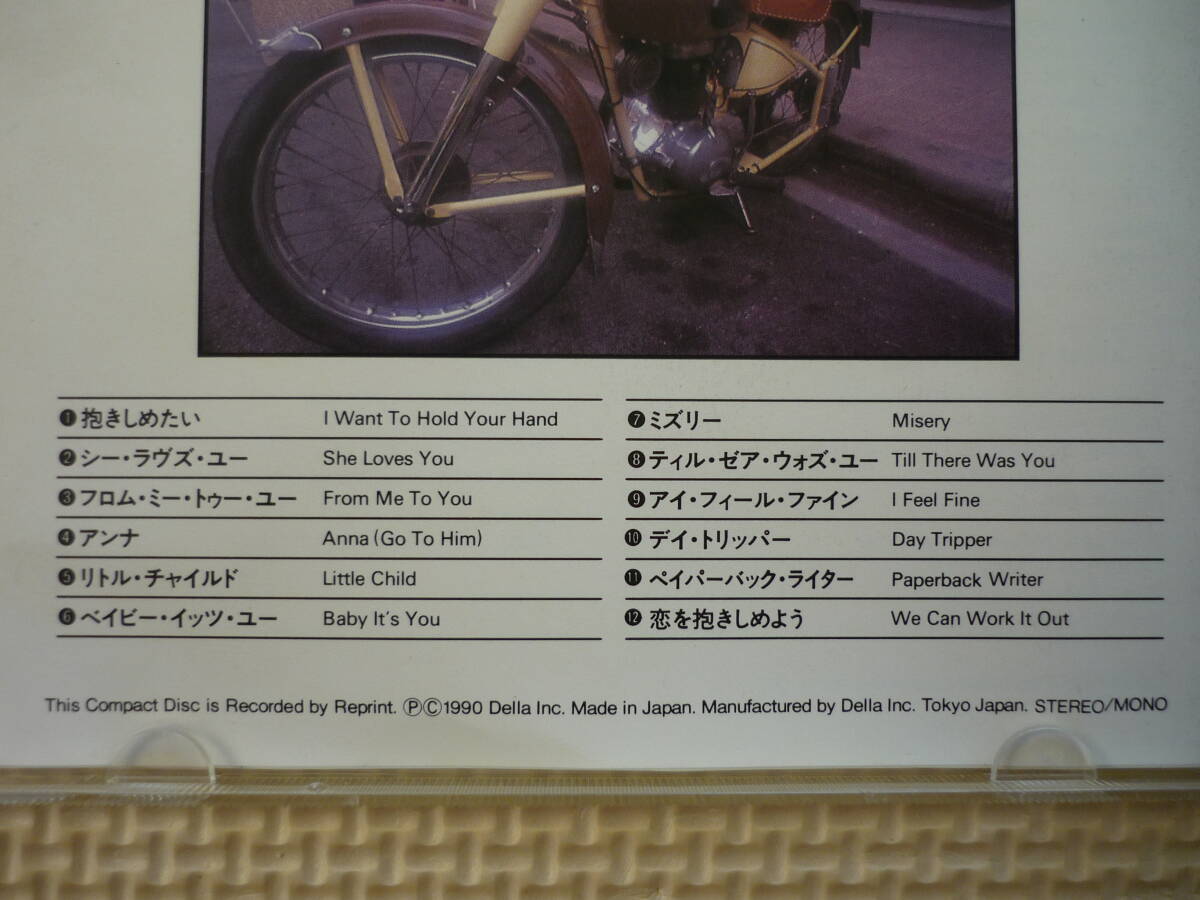 ❶抱きしめたい I Want To Hold Your Hand
❷シー・ラヴズ・ユー She Loves You
❸フロム・ミー・トゥー・ユー From Me To You
❹アンナ Anna (Go To Him)
❺リトル・チャイルド Little Child
❻ベイビー・イッツ・ユー Baby It's You
❼ミズリー Misery
❽ティル・ゼア・ウォズ・ユー Till There Was You
❾アイ・フィール・ファイン I Feel Fine
❿デイ・トリッパー Day Tripper
⓫ペイパーバック・ライター Paperback Writer
⓬恋を抱きしめよう We Can Work It Out
This Compact Disc is Recorded by Reprint. ℗©1990 Della Inc. Made in Japan. Manufactured by Della Inc. Tokyo Japan. STEREO/MONO